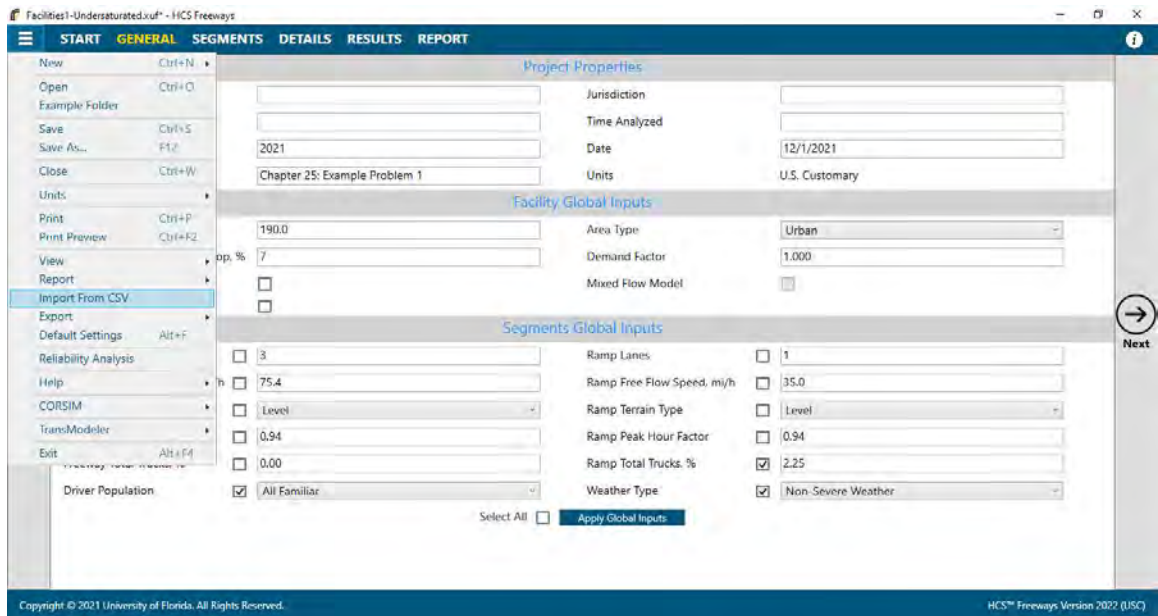 Facilities1-Undersaturated.xuf* - HCS Freeways
START GENERAL SEGMENTS DETAILS RESULTS REPORT
New Ctrl+N
Open Ctrl+O
Example Folder
Save Ctrl+S
Save As... F12
Close Ctrl+W
Units
Print Ctrl+P
Print Preview Ctrl+F2
View
Report
Import From CSV
Export
Default Settings Alt+F
Reliability Analysis
Help
CORSIM
TransModeler
Exit Alt+F4
Project Properties
Jurisdiction
Time Analyzed
2021 Date 12/1/2021
Chapter 25: Example Problem 1 Units U.S. Customary
Facility Global Inputs
190.0 Area Type Urban
op, % 7 Demand Factor 1.000
Mixed Flow Model
Segments Global Inputs
3 Ramp Lanes 1
h 75.4 Ramp Free Flow Speed, mi/h 35.0
Level Ramp Terrain Type Level
0.94 Ramp Peak Hour Factor 0.94
0.00 Ramp Total Trucks, % 2.25
Driver Population All Familiar Weather Type Non-Severe Weather
Select All Apply Global Inputs
Next
Copyright © 2021 University of Florida. All Rights Reserved. HCS™ Freeways Version 2022 (USC)